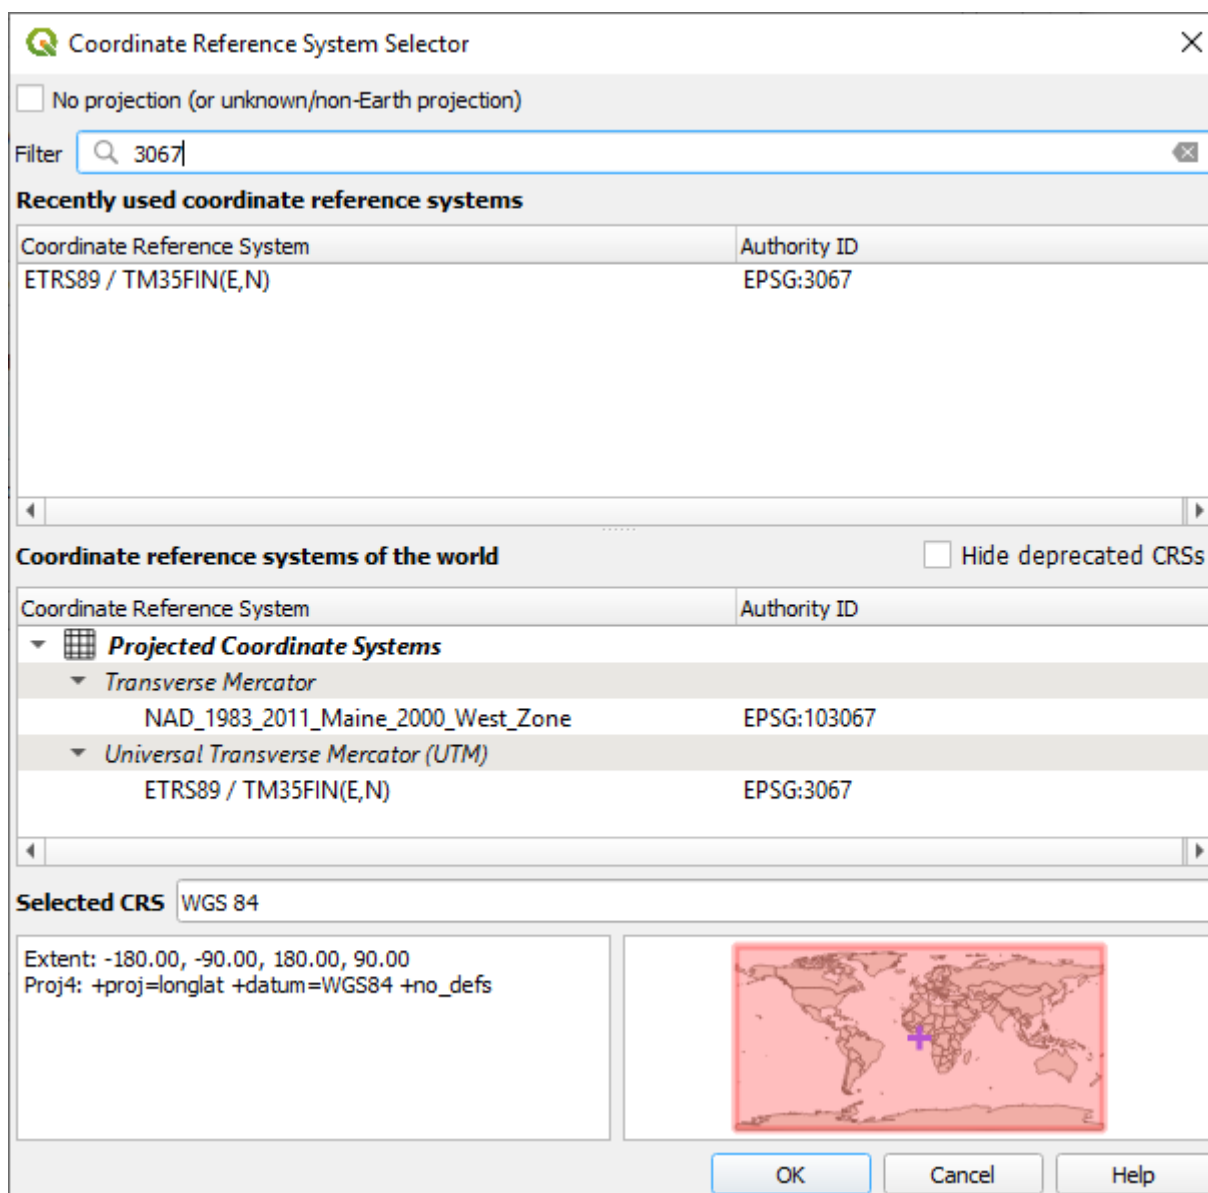 Coordinate Reference System Selector
No projection (or unknown/non-Earth projection)
Filter 3067
Recently used coordinate reference systems
Coordinate Reference System Authority ID
ETRS89 / TM35FIN(E,N) EPSG:3067
Coordinate reference systems of the world Hide deprecated CRSs
Coordinate Reference System Authority ID
Projected Coordinate Systems
Transverse Mercator
NAD_1983_2011_Maine_2000_West_Zone EPSG:103067
Universal Transverse Mercator (UTM)
ETRS89 / TM35FIN(E,N) EPSG:3067
Selected CRS WGS 84
Extent: -180.00, -90.00, 180.00, 90.00
Proj4: +proj=longlat +datum=WGS84 +no_defs
OK Cancel Help